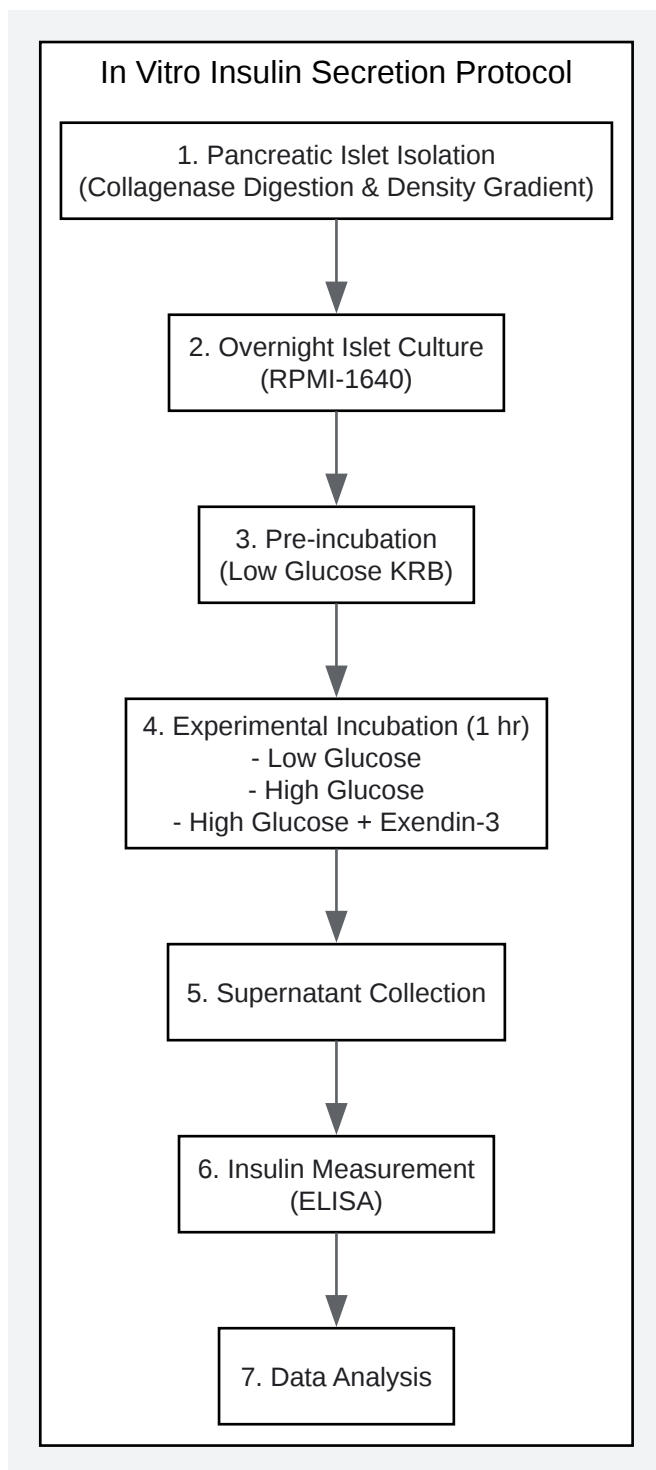 In Vitro Insulin Secretion Protocol
1. Pancreatic Islet Isolation
(Collagenase Digestion & Density Gradient)
2. Overnight Islet Culture
(RPMI-1640)
3. Pre-incubation
(Low Glucose KRB)
4. Experimental Incubation (1 hr)
- Low Glucose
- High Glucose
- High Glucose + Exendin-3
5. Supernatant Collection
6. Insulin Measurement
(ELISA)
7. Data Analysis